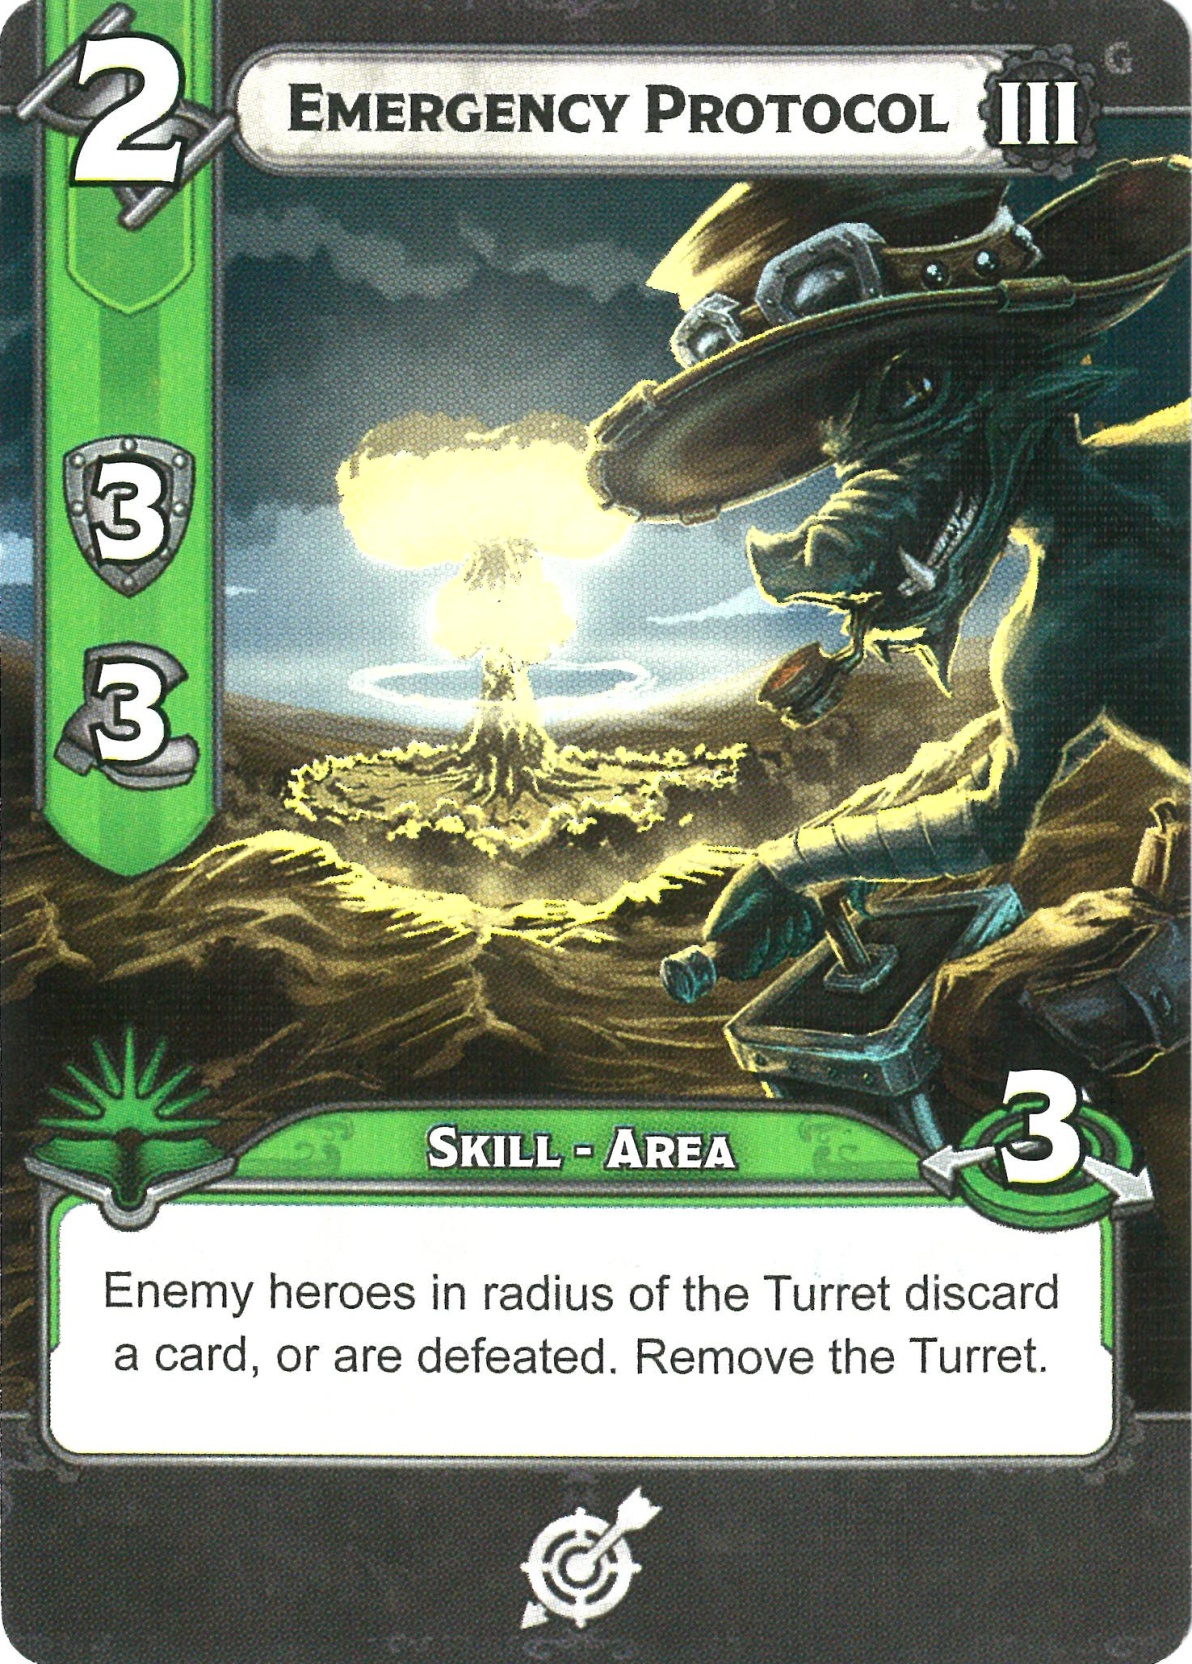 2
EMERGENCY PROTOCOL III
G
3
3
3
SKILL - AREA
Enemy heroes in radius of the Turret discard
a card, or are defeated. Remove the Turret.